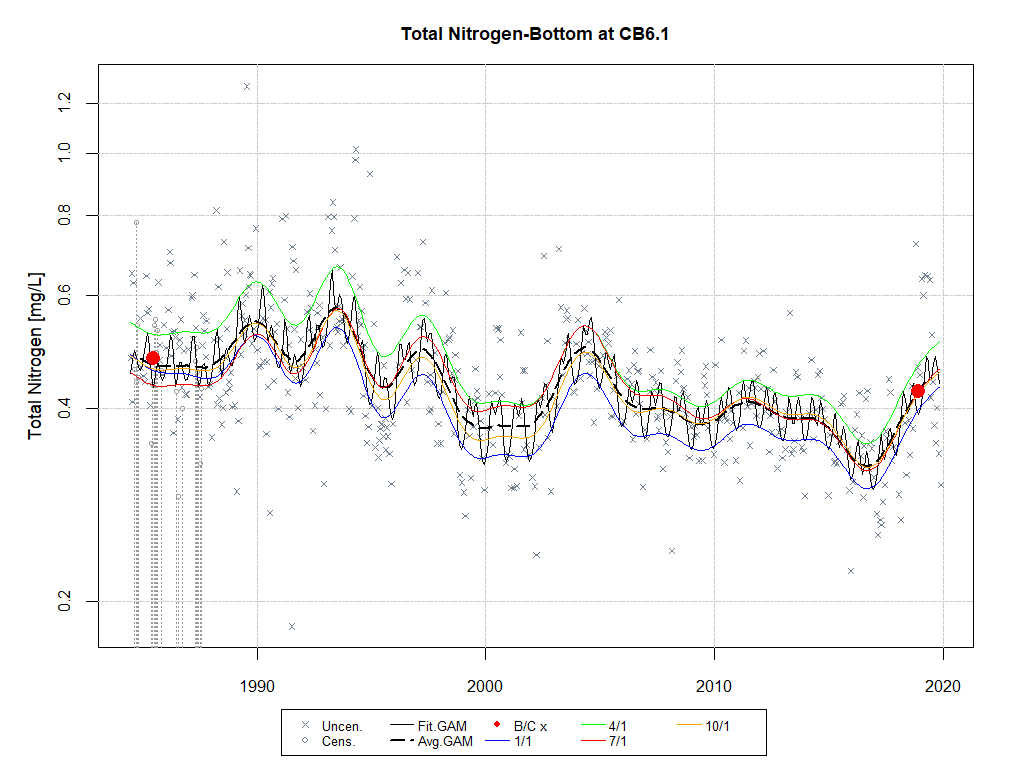 Total Nitrogen-Bottom at CB6.1
Total Nitrogen [mg/L]
1.2
1.0
0.8
0.6
0.4
0.2
1990 2000 2010 2020
Uncen. Fit.GAM B/C x 4/1 10/1
Cens. Avg.GAM 1/1 7/1